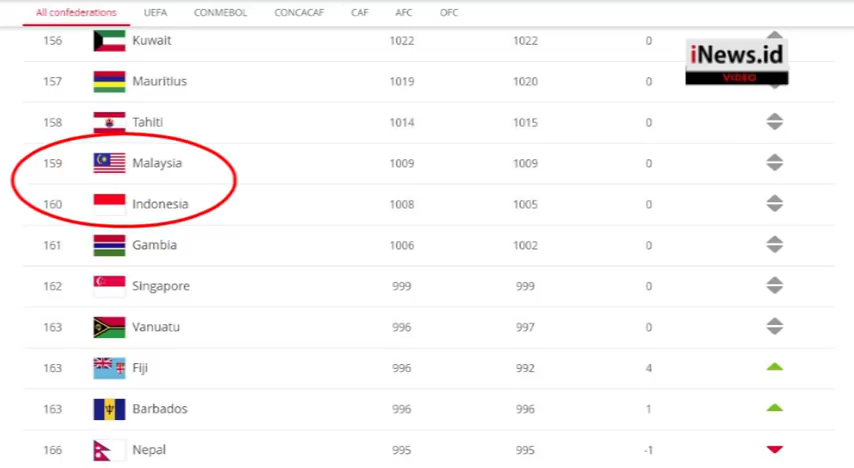 All confederations UEFA CONMEBOL CONCACAF CAF AFC OFC
156 Kuwait 1022 1022 0
iNews.id
VIDEO
157 Mauritius 1019 1020 0
158 Tahiti 1014 1015 0
159 Malaysia 1009 1009 0
160 Indonesia 1008 1005 0
161 Gambia 1006 1002 0
162 Singapore 999 999 0
163 Vanuatu 996 997 0
163 Fiji 996 992 4
163 Barbados 996 996 1
166 Nepal 995 995 -1